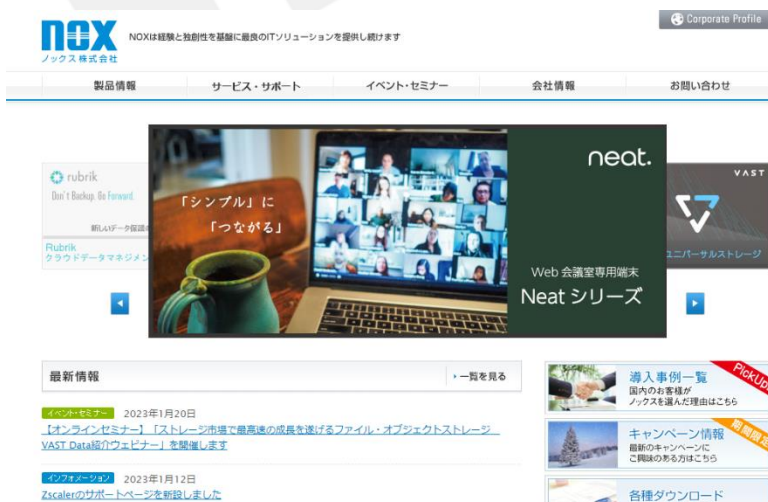 nox
NOXは経験と独創性を基盤に最良のITソリューションを提供し続けます
Corporate Profile
ノックス株式会社
製品情報
サービス・サポート
イベント・セミナー
会社情報
お問い合わせ
rubrik
Don't Backup. Go Forward.
新しいデータ保護の
Rubrik
クラウドデータマネジメン
「シンプル」に
「つながる」
neat.
Web 会議室専用端末
Neat シリーズ
VAST
ユニバーサルストレージ
最新情報
一覧を見る
イベント・セミナー 2023年1月20日
【オンラインセミナー】「ストレージ市場で最高速の成長を遂げるファイル・オブジェクトストレージ
VAST Data紹介ウェビナー」を開催します
インフォメーション 2023年1月12日
Zscalerのサポートページを新設しました
導入事例一覧
PickUp
国内のお客様が
ノックスを選んだ理由はこちら
キャンペーン情報
期間限定
最新のキャンペーンに
ご興味のある方はこちら
各種ダウンロード